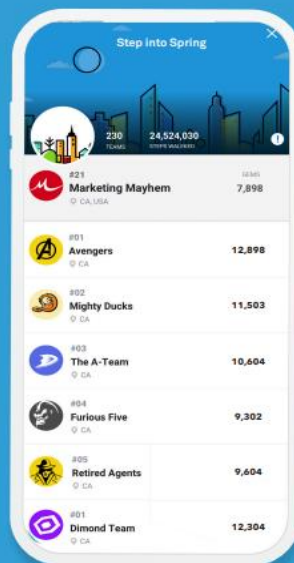 Step into Spring
230
TEAMS
24,524,030
STEPS WALKED
#21
Marketing Mayhem
CA, USA
7,898
#01
Avengers
CA
12,898
#02
Mighty Ducks
CA
11,503
#03
The A-Team
CA
10,604
#04
Furious Five
CA
9,302
#05
Retired Agents
CA
9,604
#01
Dimond Team
CA
12,304